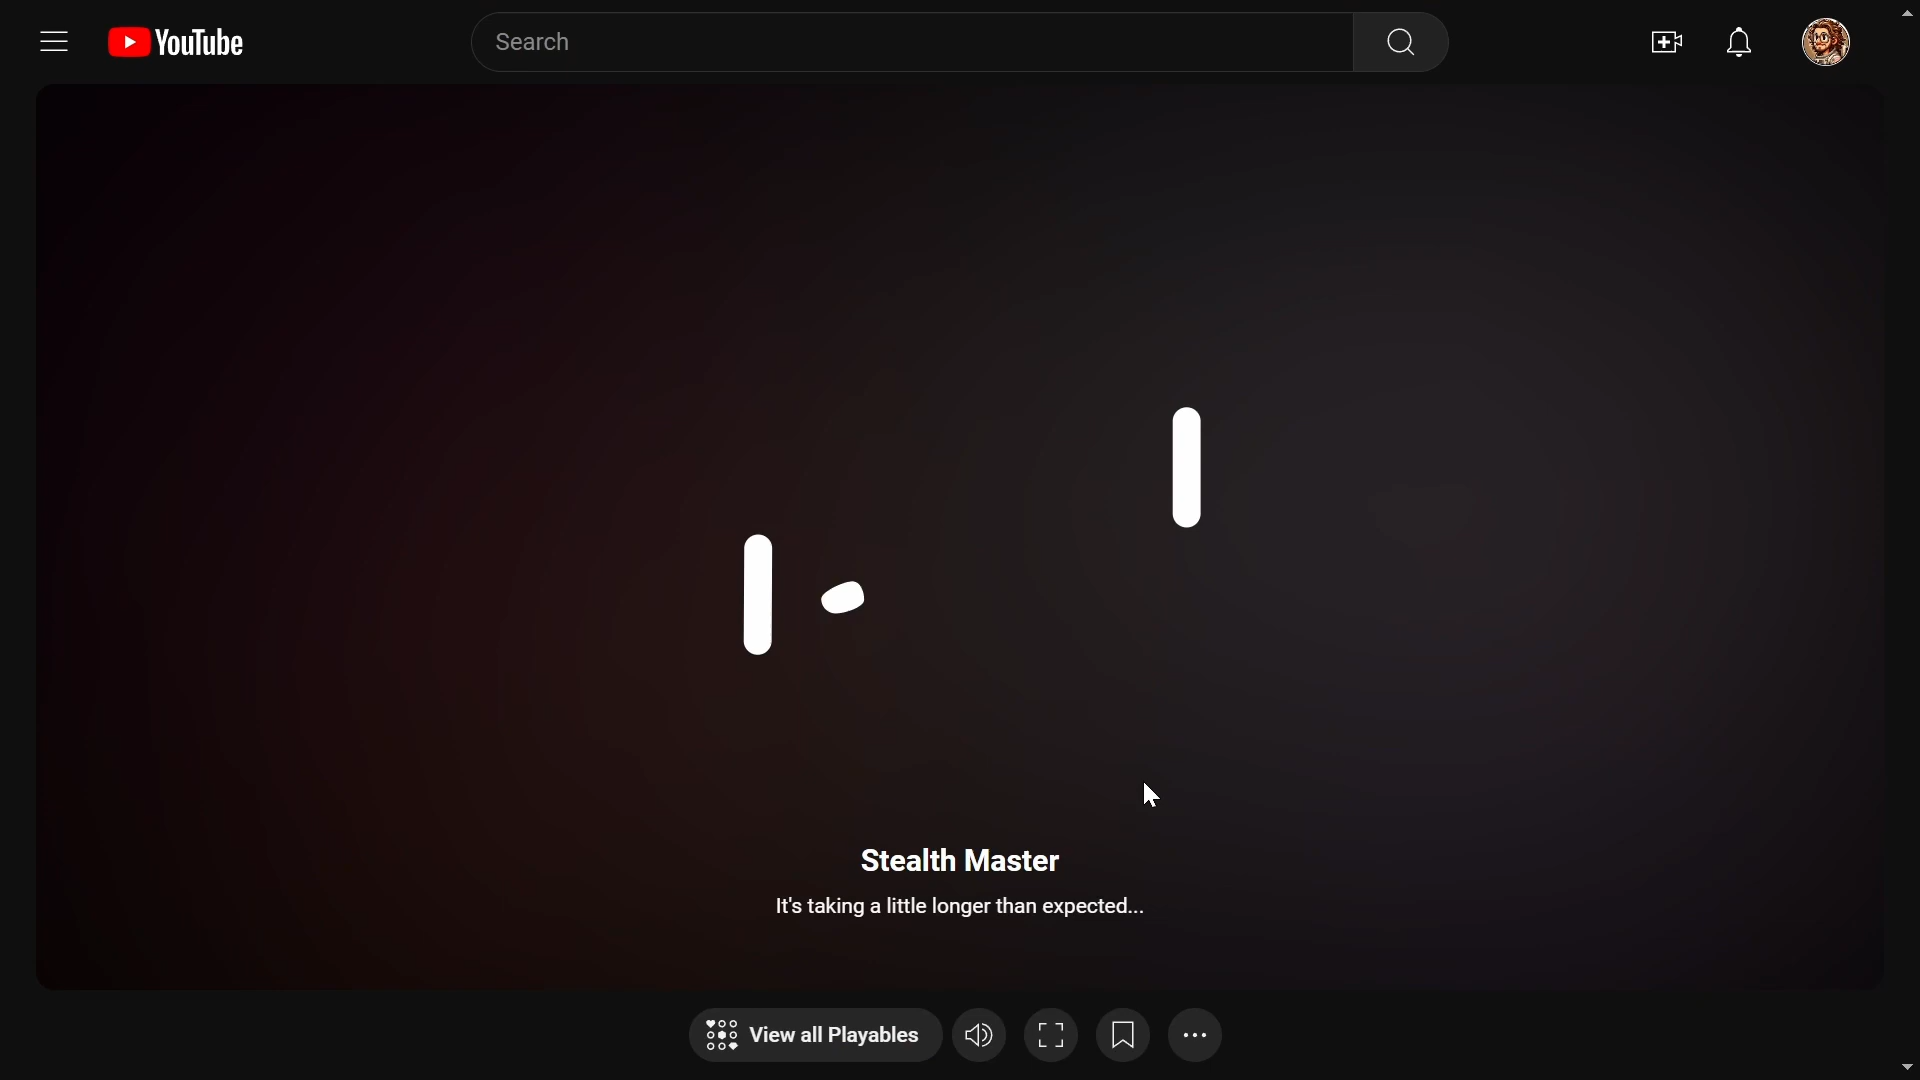 YouTube
Search
Stealth Master
It's taking a little longer than expected...
View all Playables